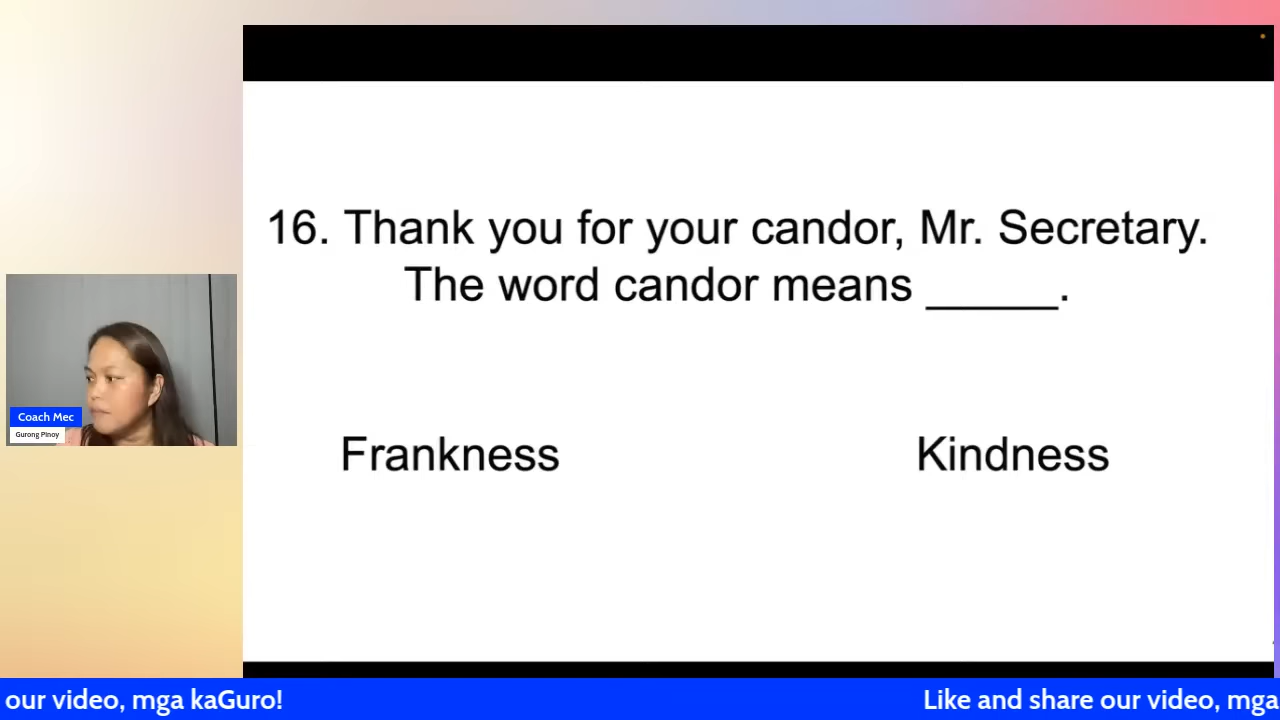 16. Thank you for your candor, Mr. Secretary.
The word candor means _____.
Frankness
Kindness
Coach Mec
Gurong Pinoy
our video, mga kaGuro!
Like and share our video, mga